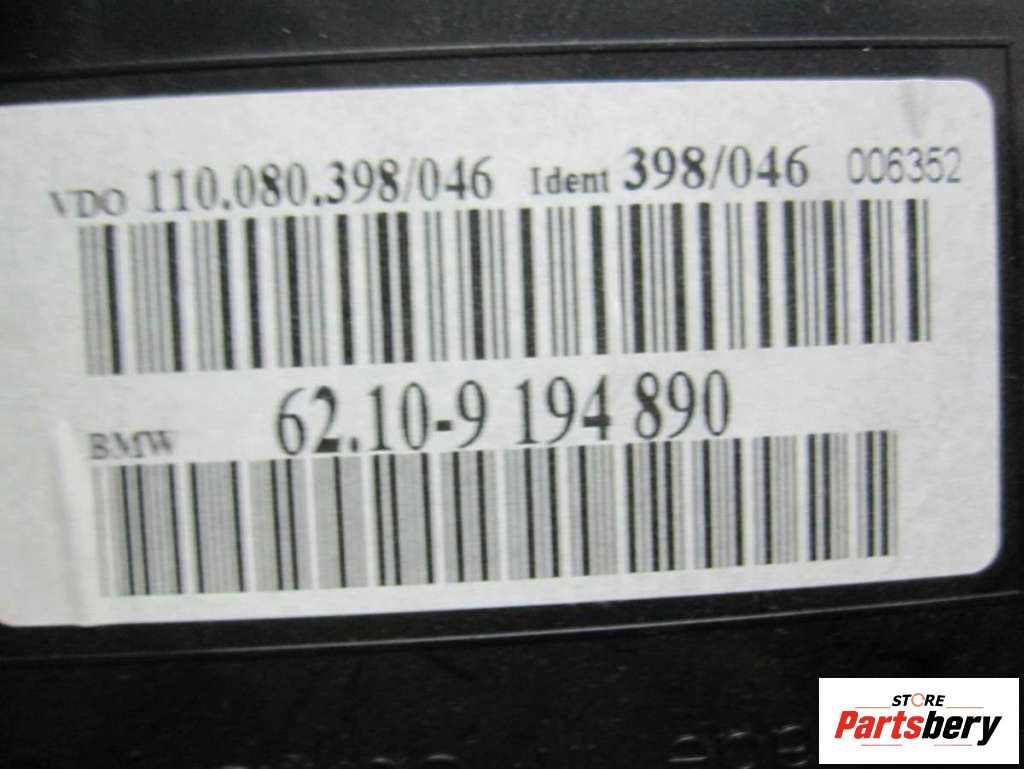 VDO 110.080.398/046 Ident 398/046 006352
BMW 62.10-9 194 890
STORE
Partsbery